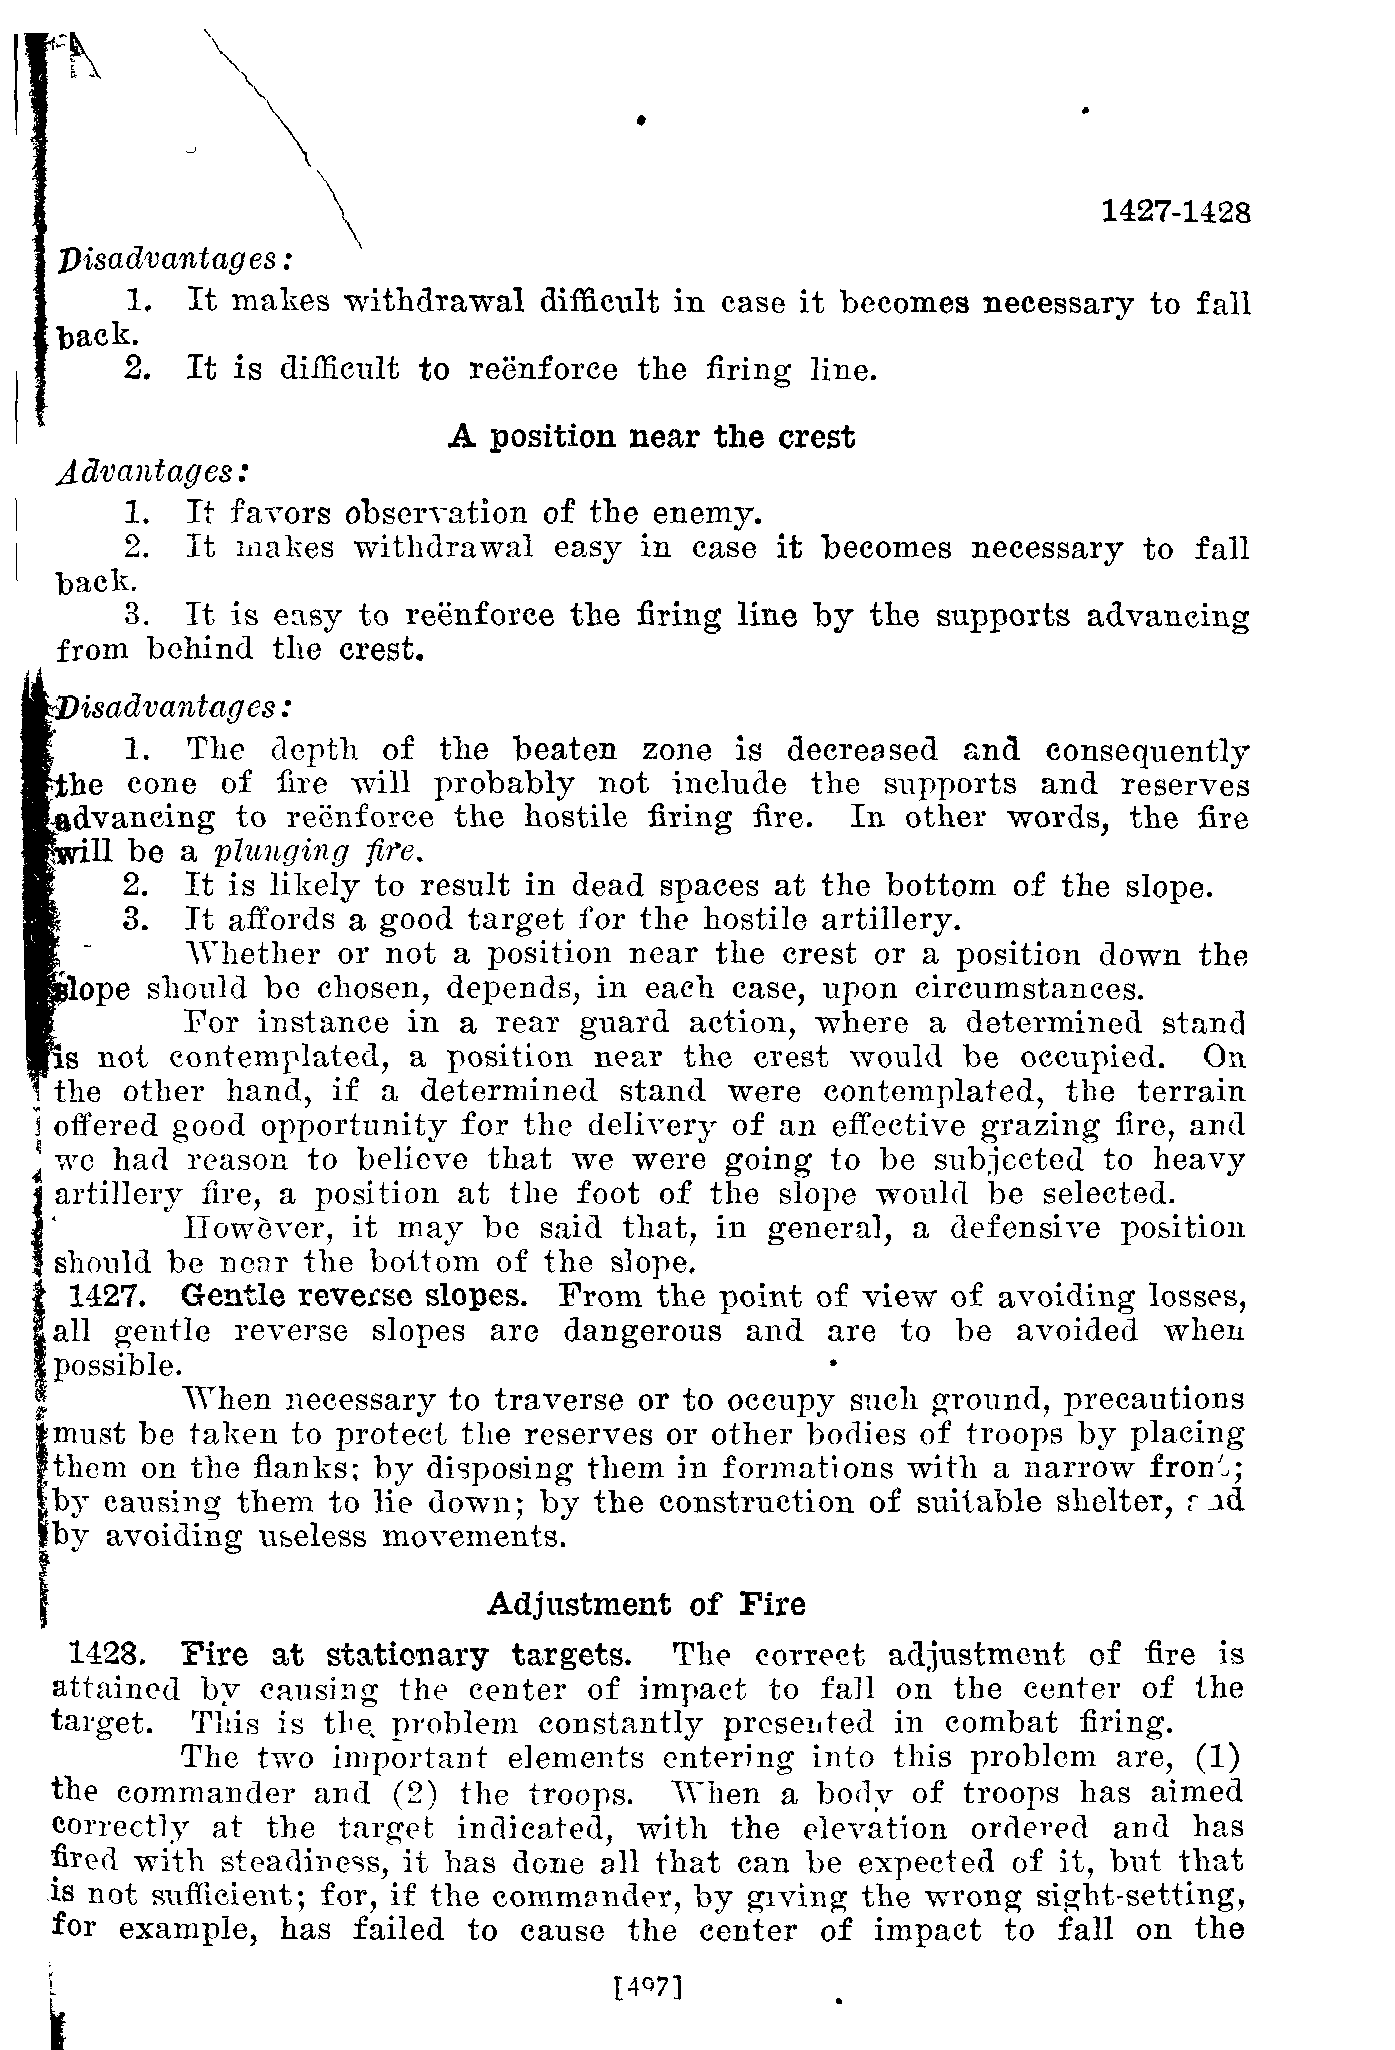 1427-1428
Disadvantages:
1. It makes withdrawal difficult in case it becomes necessary to fall
back.
2. It is difficult to reënforce the firing line.
A position near the crest
Advantages:
1. It favors observation of the enemy.
2. It makes withdrawal easy in case it becomes necessary to fall
back.
3. It is easy to reënforce the firing line by the supports advancing
from behind the crest.
Disadvantages:
1. The depth of the beaten zone is decreased and consequently
the cone of fire will probably not include the supports and reserves
advancing to reënforce the hostile firing fire. In other words, the fire
will be a plunging fire.
2. It is likely to result in dead spaces at the bottom of the slope.
3. It affords a good target for the hostile artillery.
Whether or not a position near the crest or a position down the
slope should be chosen, depends, in each case, upon circumstances.
For instance in a rear guard action, where a determined stand
is not contemplated, a position near the crest would be occupied. On
the other hand, if a determined stand were contemplated, the terrain
offered good opportunity for the delivery of an effective grazing fire, and
we had reason to believe that we were going to be subjected to heavy
artillery fire, a position at the foot of the slope would be selected.
However, it may be said that, in general, a defensive position
should be near the bottom of the slope.
1427. Gentle reverse slopes. From the point of view of avoiding losses,
all gentle reverse slopes are dangerous and are to be avoided when
possible.
When necessary to traverse or to occupy such ground, precautions
must be taken to protect the reserves or other bodies of troops by placing
them on the flanks; by disposing them in formations with a narrow front;
by causing them to lie down; by the construction of suitable shelter, and
by avoiding useless movements.
Adjustment of Fire
1428. Fire at stationary targets. The correct adjustment of fire is
attained by causing the center of impact to fall on the center of the
target. This is the problem constantly presented in combat firing.
The two important elements entering into this problem are, (1)
the commander and (2) the troops. When a body of troops has aimed
correctly at the target indicated, with the elevation ordered and has
fired with steadiness, it has done all that can be expected of it, but that
is not sufficient; for, if the commander, by giving the wrong sight-setting,
for example, has failed to cause the center of impact to fall on the
[497]